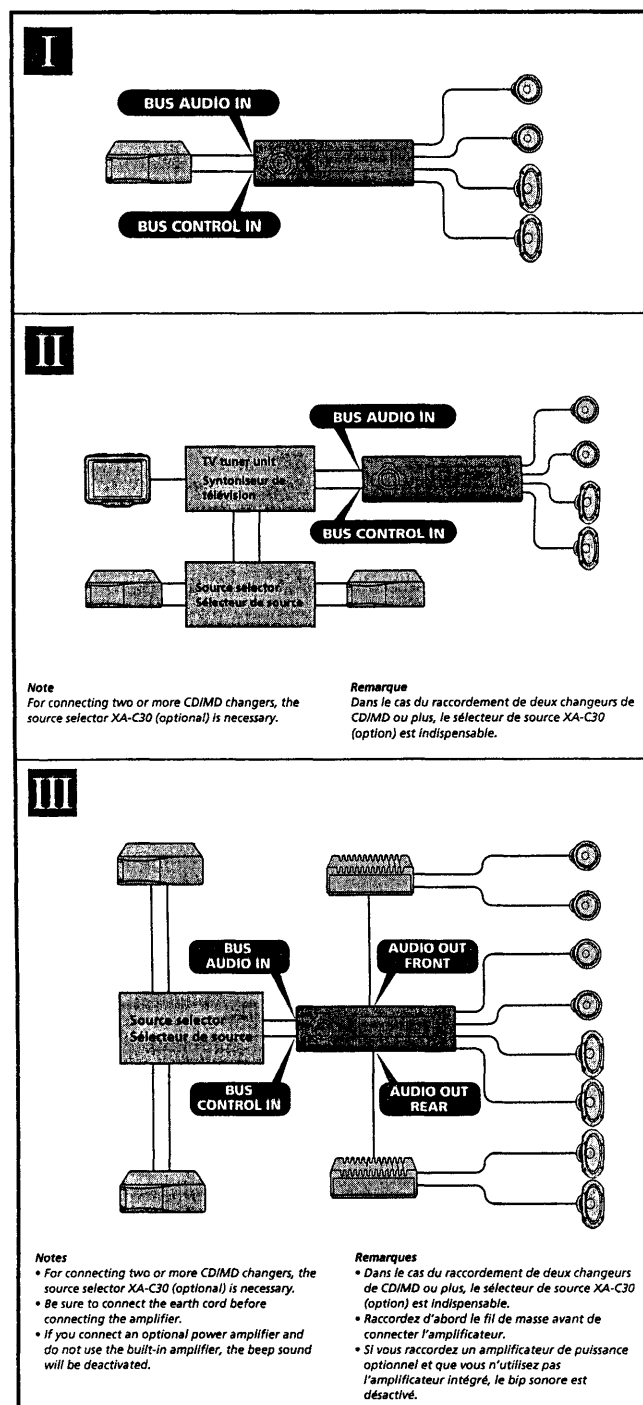 I
BUS AUDIO IN
BUS CONTROL IN
II
BUS AUDIO IN
TV tuner unit
Syntoniseur de
télévision
BUS CONTROL IN
Source selector
Sélecteur de source
Note
For connecting two or more CD/MD changers, the
source selector XA-C30 (optional) is necessary.
Remarque
Dans le cas du raccordement de deux changeurs de
CD/MD ou plus, le sélecteur de source XA-C30
(option) est indispensable.
III
BUS
AUDIO IN
AUDIO OUT
FRONT
Source selector
Sélecteur de source
BUS
CONTROL IN
AUDIO OUT
REAR
Notes
• For connecting two or more CD/MD changers, the
source selector XA-C30 (optional) is necessary.
• Be sure to connect the earth cord before
connecting the amplifier.
• If you connect an optional power amplifier and
do not use the built-in amplifier, the beep sound
will be deactivated.
Remarques
• Dans le cas du raccordement de deux changeurs
de CD/MD ou plus, le sélecteur de source XA-C30
(option) est indispensable.
• Raccordez d'abord le fil de masse avant de
connecter l'amplificateur.
• Si vous raccordez un amplificateur de puissance
optionnel et que vous n'utilisez pas
l'amplificateur intégré, le bip sonore est
désactivé.